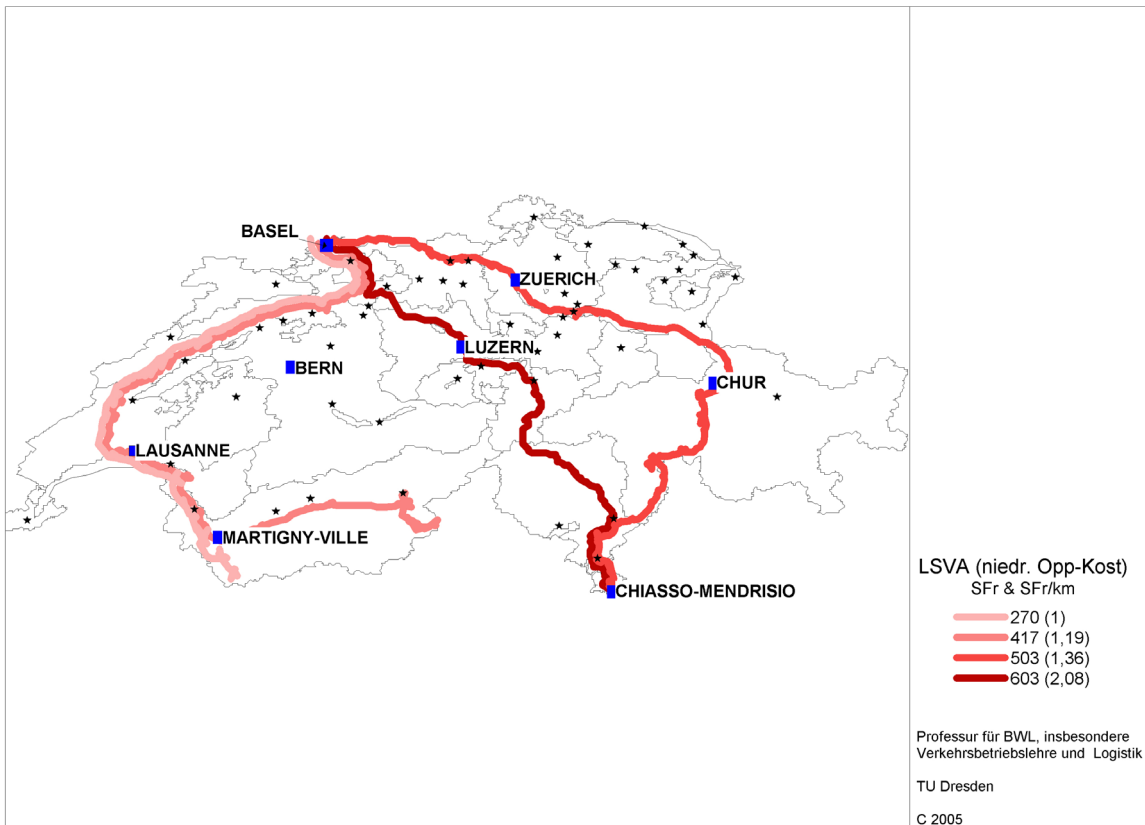 BASEL
ZUERICH
LUZERN
BERN
CHUR
LAUSANNE
MARTIGNY-VILLE
CHIASSO-MENDRISIO
LSVA (niedr. Opp-Kost)
SFr & SFr/km
270 (1)
417 (1,19)
503 (1,36)
603 (2,08)
Professur für BWL, insbesondere
Verkehrsbetriebslehre und Logistik
TU Dresden
C 2005